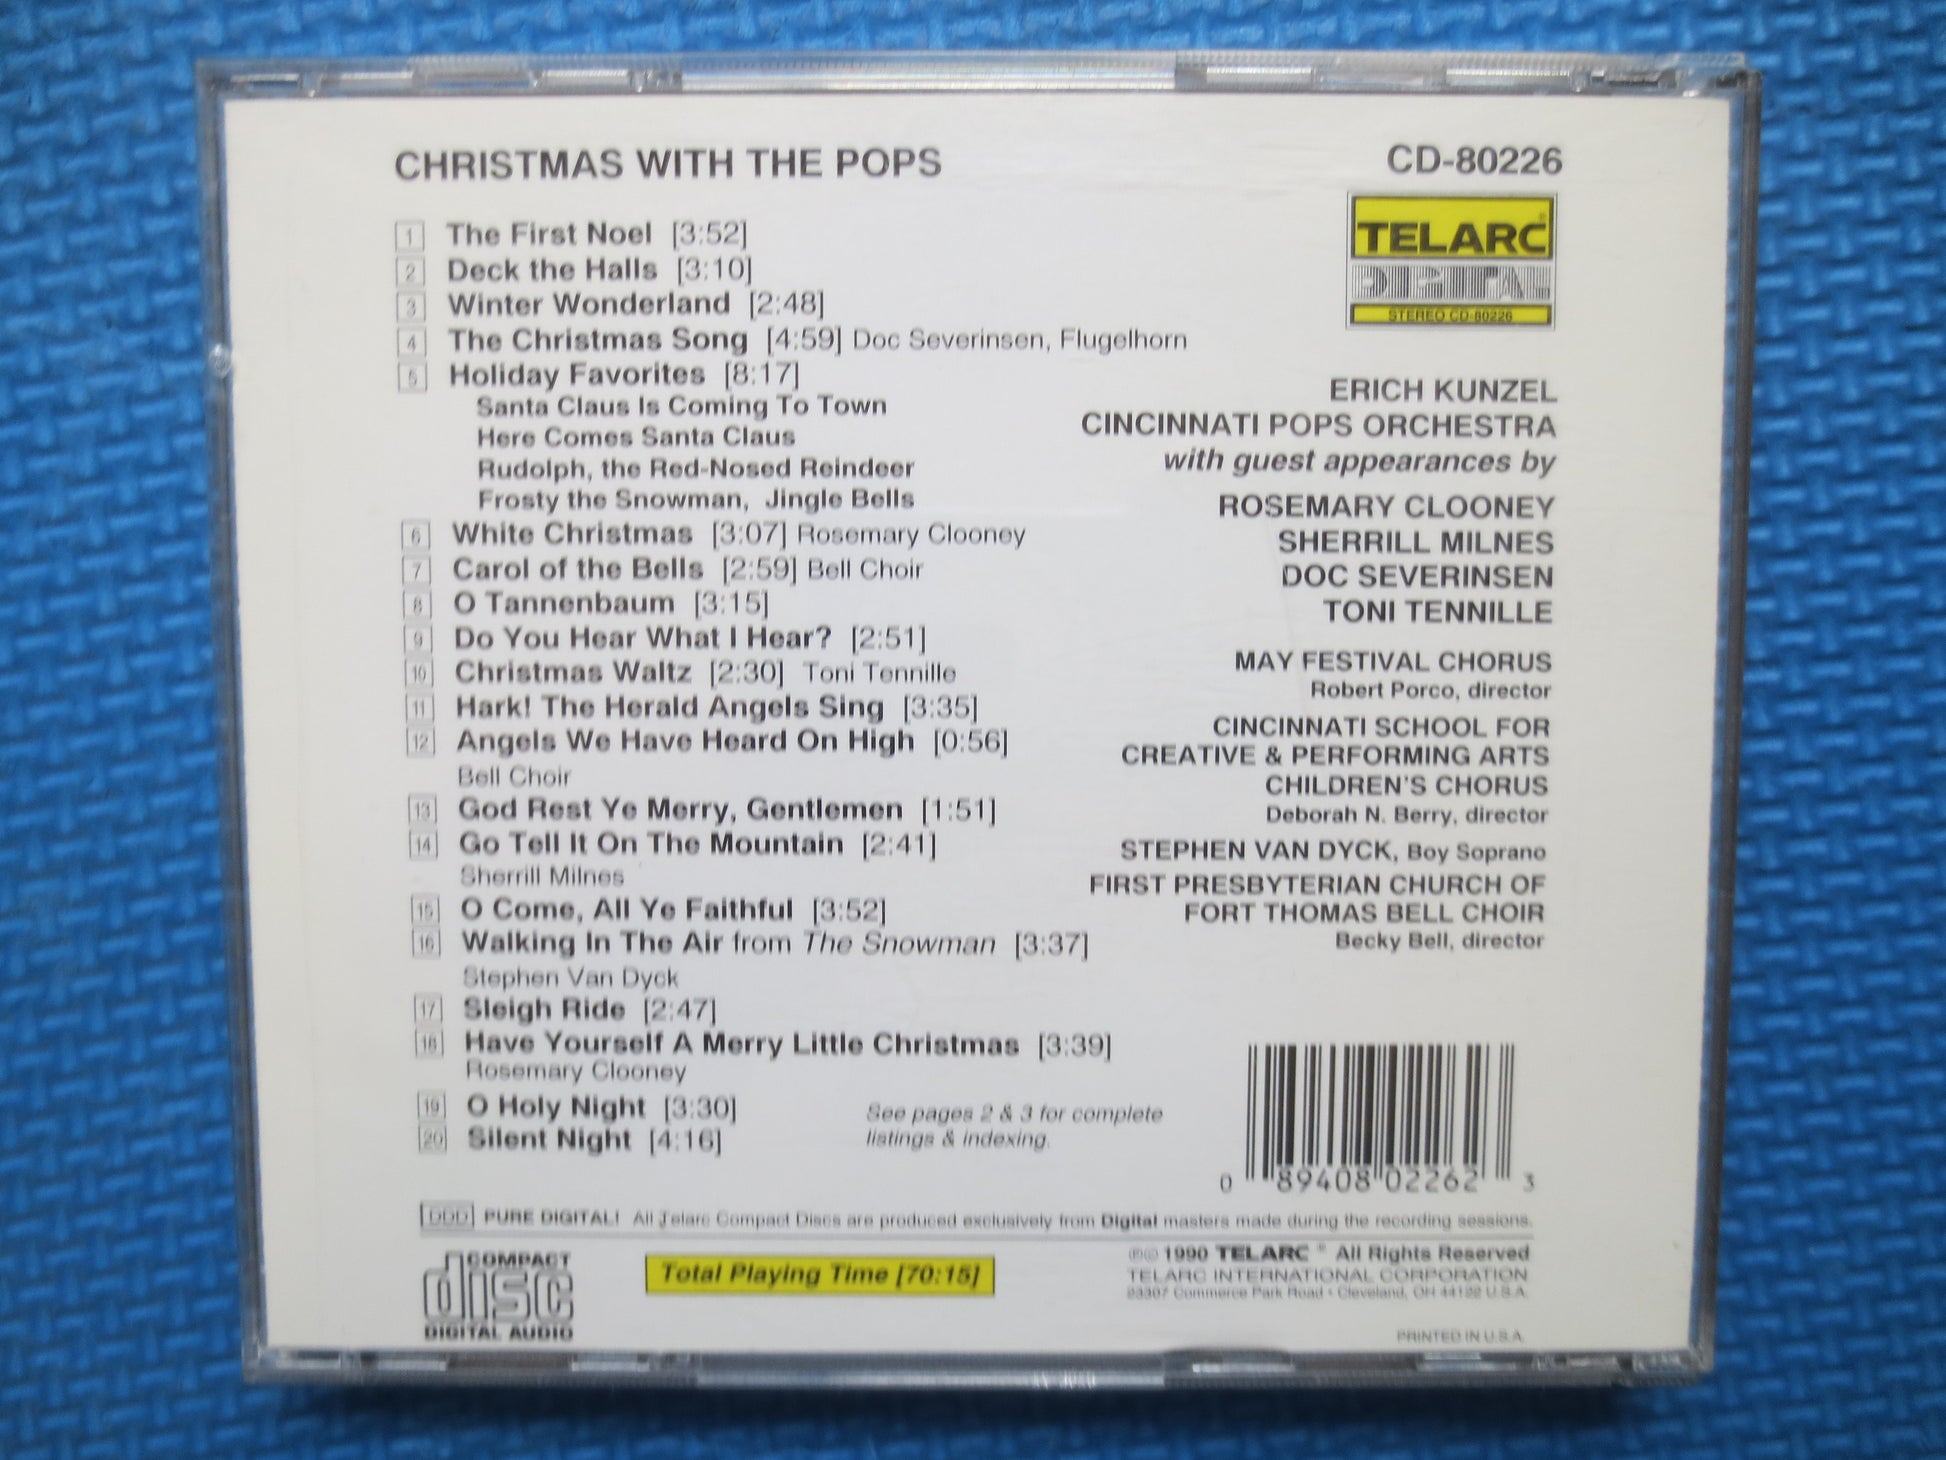 CHRISTMAS WITH THE POPS
CD-80226
TELARC®
DIGITAL
STEREO CD-80226
1 The First Noel [3:52]
2 Deck the Halls [3:10]
3 Winter Wonderland [2:48]
4 The Christmas Song [4:59] Doc Severinsen, Flugelhorn
5 Holiday Favorites [8:17]
Santa Claus Is Coming To Town
Here Comes Santa Claus
Rudolph, the Red-Nosed Reindeer
Frosty the Snowman, Jingle Bells
6 White Christmas [3:07] Rosemary Clooney
7 Carol of the Bells [2:59] Bell Choir
8 O Tannenbaum [3:15]
9 Do You Hear What I Hear? [2:51]
10 Christmas Waltz [2:30] Toni Tennille
11 Hark! The Herald Angels Sing [3:35]
12 Angels We Have Heard On High [0:56]
Bell Choir
13 God Rest Ye Merry, Gentlemen [1:51]
14 Go Tell It On The Mountain [2:41]
Sherrill Milnes
15 O Come, All Ye Faithful [3:52]
16 Walking In The Air from The Snowman [3:37]
Stephen Van Dyck
17 Sleigh Ride [2:47]
18 Have Yourself A Merry Little Christmas [3:39]
Rosemary Clooney
19 O Holy Night [3:30]
20 Silent Night [4:16]
See pages 2 & 3 for complete
listings & indexing.
ERICH KUNZEL
CINCINNATI POPS ORCHESTRA
with guest appearances by
ROSEMARY CLOONEY
SHERRILL MILNES
DOC SEVERINSEN
TONI TENNILLE
MAY FESTIVAL CHORUS
Robert Porco, director
CINCINNATI SCHOOL FOR
CREATIVE & PERFORMING ARTS
CHILDREN'S CHORUS
Deborah N. Berry, director
STEPHEN VAN DYCK, Boy Soprano
FIRST PRESBYTERIAN CHURCH OF
FORT THOMAS BELL CHOIR
Becky Bell, director
0 89408 02262 3
DDD PURE DIGITAL! All Telarc Compact Discs are produced exclusively from Digital masters made during the recording sessions.
COMPACT
disc
DIGITAL AUDIO
Total Playing Time [70:15]
℗© 1990 TELARC ® All Rights Reserved
TELARC INTERNATIONAL CORPORATION
23307 Commerce Park Road • Cleveland, OH 44122 U.S.A.
PRINTED IN U.S.A.